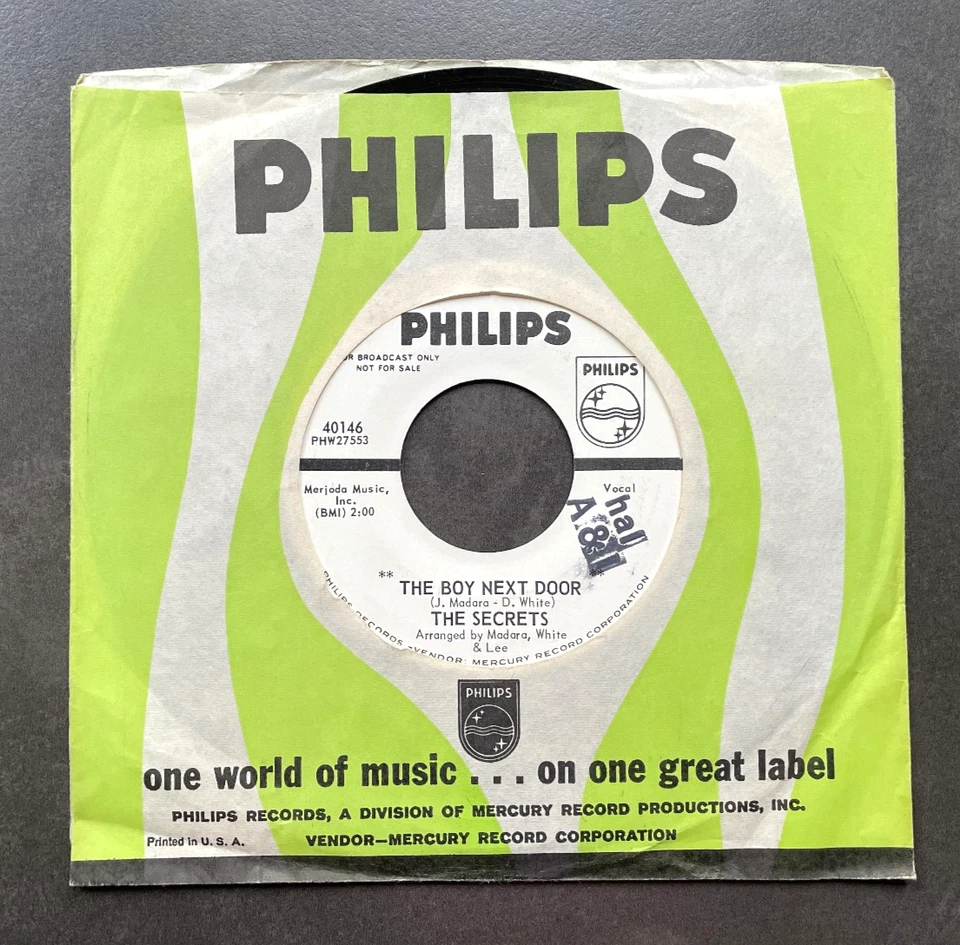 PHILIPS
PHILIPS
R BROADCAST ONLY
NOT FOR SALE
PHILIPS
40146
PHW27553
Merjoda Music,
Inc.
(BMI) 2:00
Vocal
** THE BOY NEXT DOOR
(J. Madara - D. White)
THE SECRETS
Arranged by Madara, White
& Lee
PHILIPS RECORDS VENDOR: MERCURY RECORD CORPORATION
PHILIPS
one world of music . . . on one great label
PHILIPS RECORDS, A DIVISION OF MERCURY RECORD PRODUCTIONS, INC.
Printed in U. S. A.
VENDOR—MERCURY RECORD CORPORATION